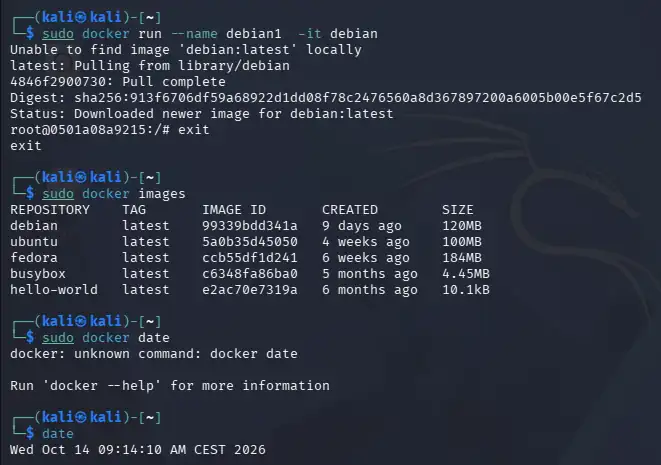 ┌──(kali㉿kali)-[~]
└─$ sudo docker run --name debian1  -it debian
Unable to find image 'debian:latest' locally
latest: Pulling from library/debian
4846f2900730: Pull complete
Digest: sha256:913f6706df59a68922d1dd08f78c2476560a8d367897200a6005b00e5f67c2d5
Status: Downloaded newer image for debian:latest
root@0501a08a9215:/# exit
exit

┌──(kali㉿kali)-[~]
└─$ sudo docker images
REPOSITORY    TAG       IMAGE ID       CREATED        SIZE
debian        latest    99339bdd341a   9 days ago     120MB
ubuntu        latest    5a0b35d45050   4 weeks ago    100MB
fedora        latest    ccb55df1d241   6 weeks ago    184MB
busybox       latest    c6348fa86ba0   5 months ago   4.45MB
hello-world   latest    e2ac70e7319a   6 months ago   10.1kB

┌──(kali㉿kali)-[~]
└─$ sudo docker date
docker: unknown command: docker date

Run 'docker --help' for more information

┌──(kali㉿kali)-[~]
└─$ date
Wed Oct 14 09:14:10 AM CEST 2026